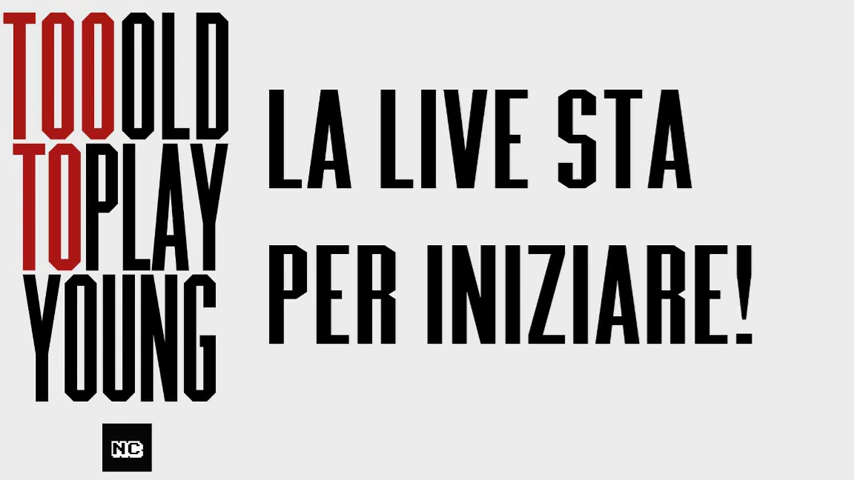 TOOOLD
TOPLAY
YOUNG
NC
LA LIVE STA
PER INIZIARE!